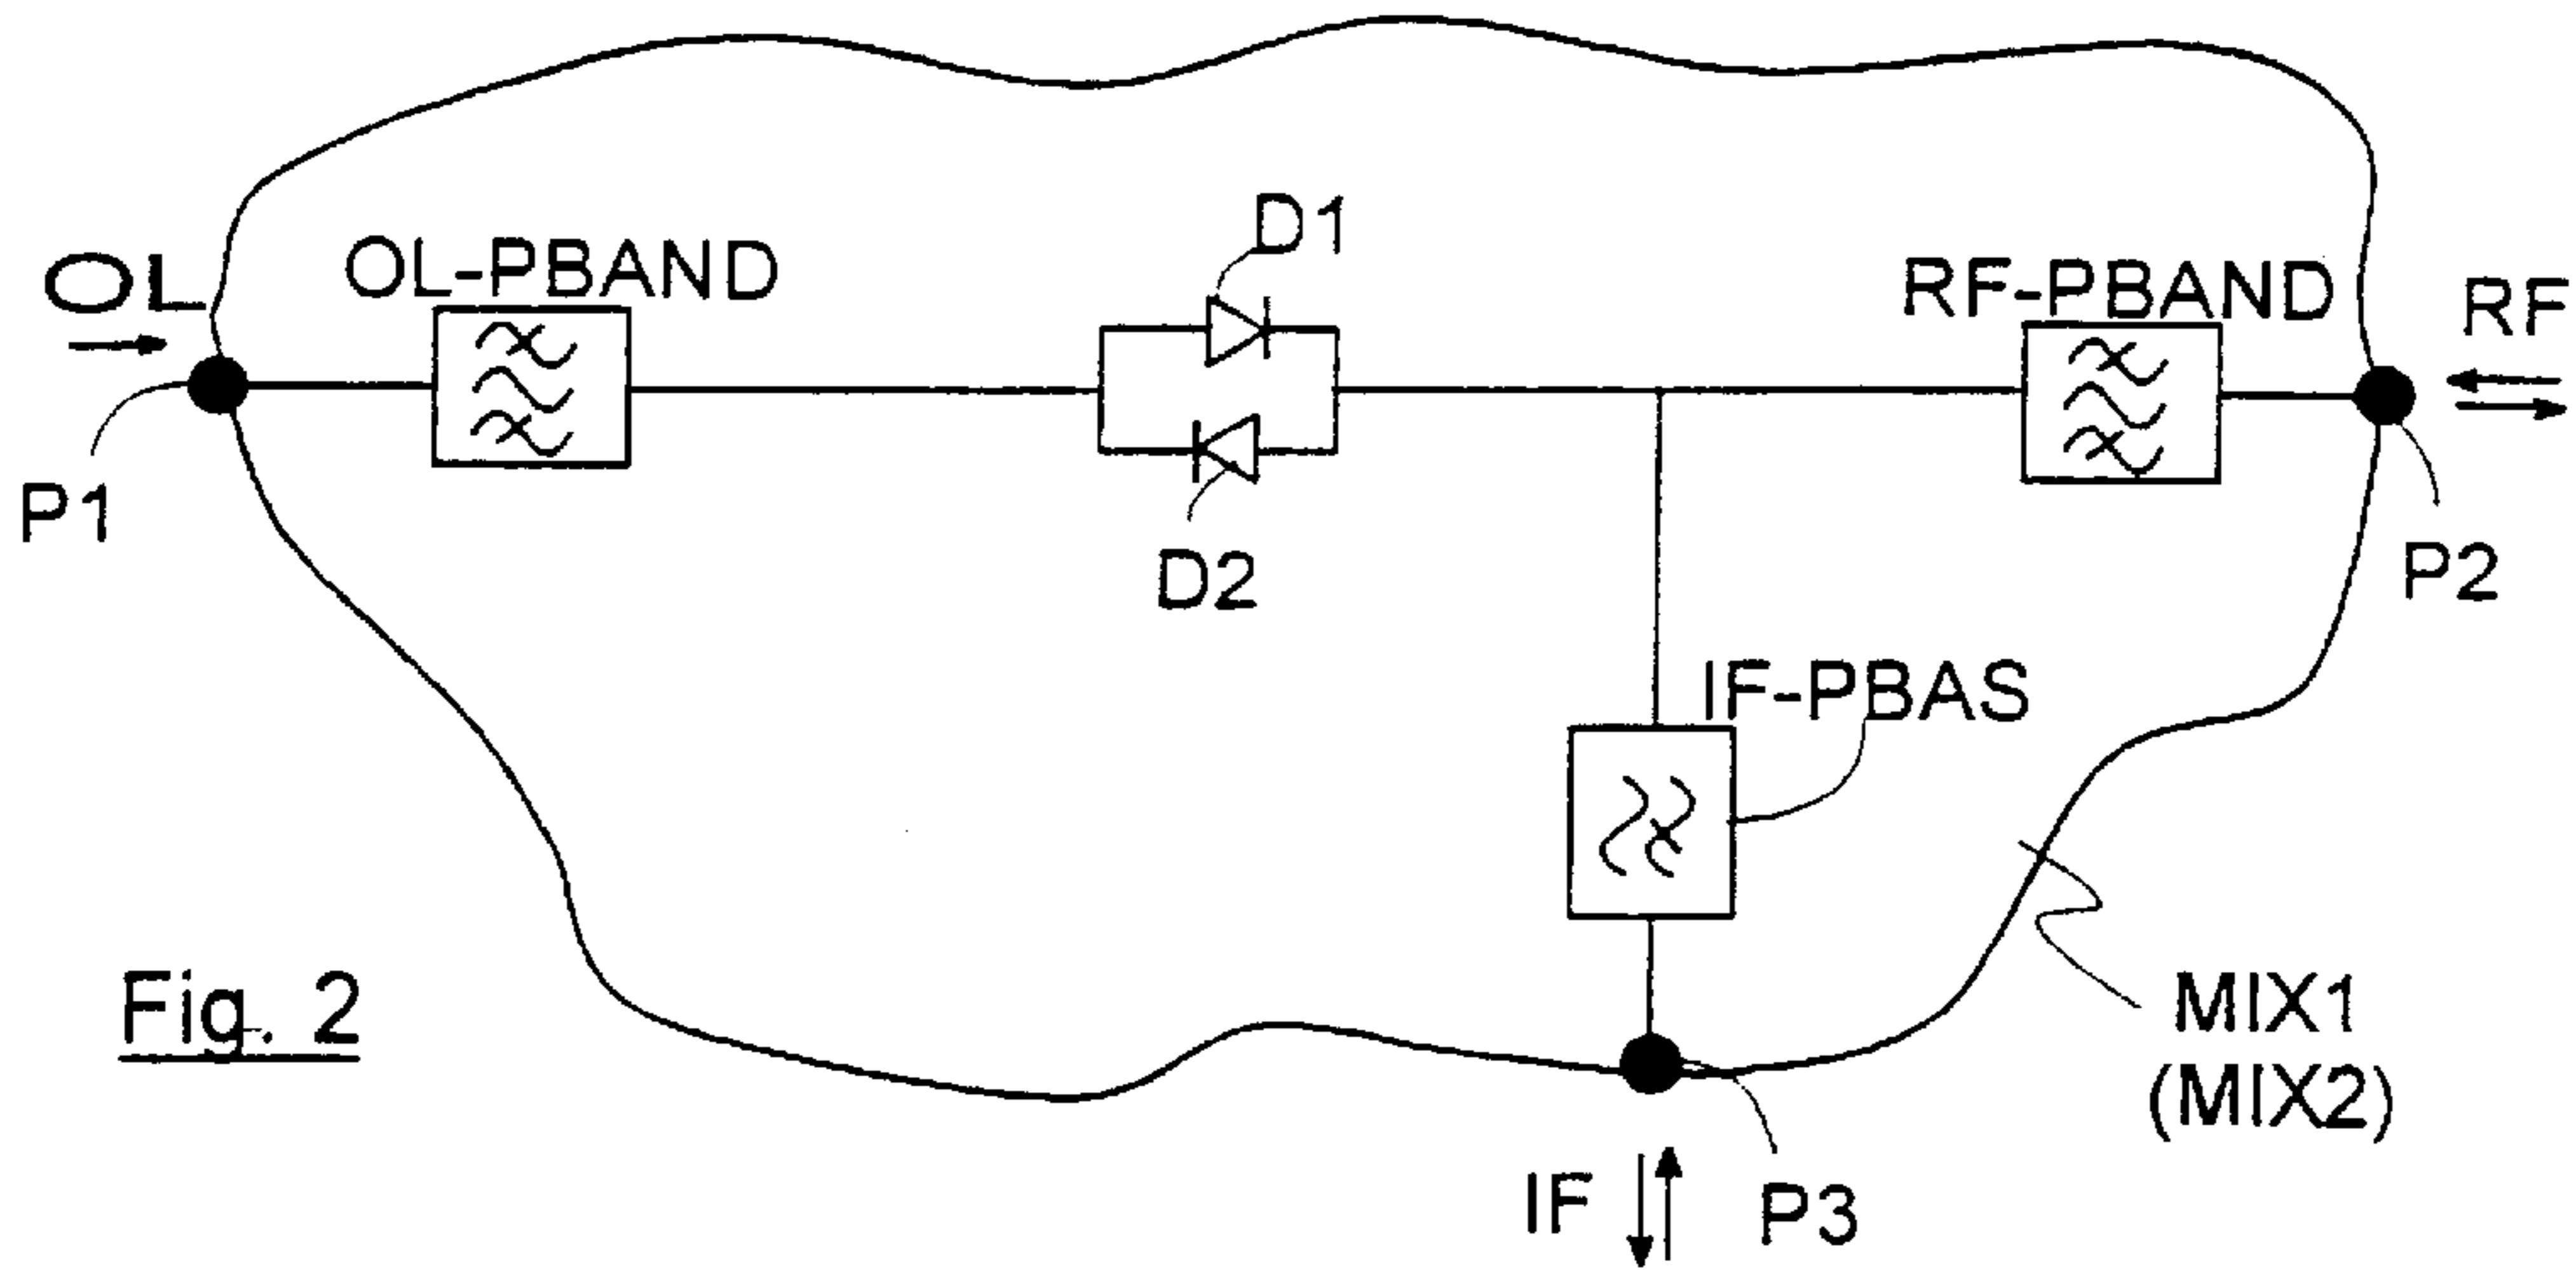 D1
OL
OL-PBAND
RF-PBAND
RF
P1
D2
P2
IF-PBAS
Fig. 2
MIX1
(MIX2)
IF
P3